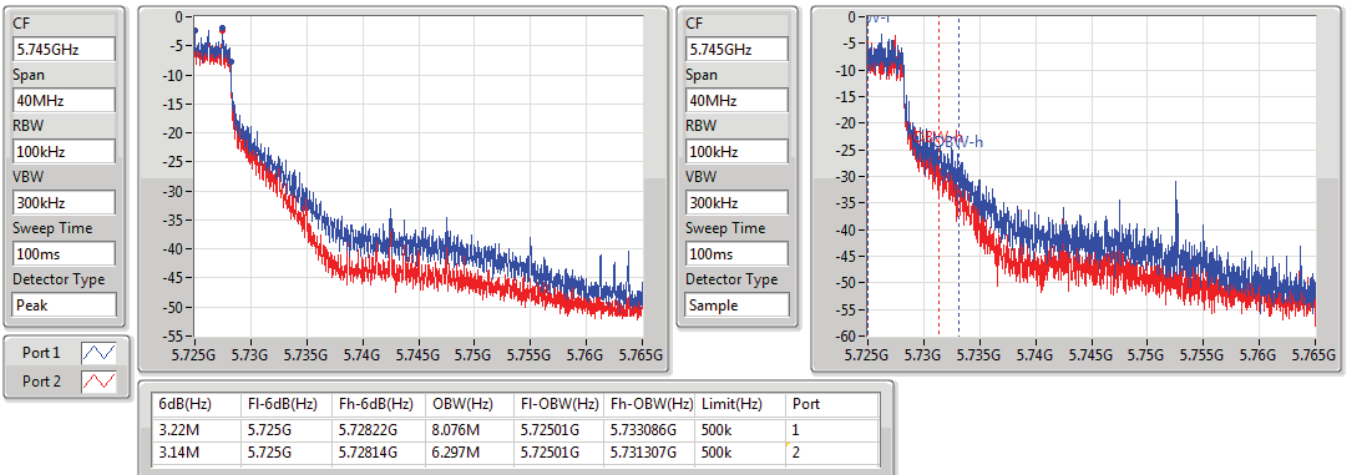 CF
5.745GHz
Span
40MHz
RBW
100kHz
VBW
300kHz
Sweep Time
100ms
Detector Type
Peak
Port 1
Port 2
0
-5
-10
-15
-20
-25
-30
-35
-40
-45
-50
-55
5.725G 5.73G 5.735G 5.74G 5.745G 5.75G 5.755G 5.76G 5.765G
CF
5.745GHz
Span
40MHz
RBW
100kHz
VBW
300kHz
Sweep Time
100ms
Detector Type
Sample
0
-5
-10
-15
-20
-25
-30
-35
-40
-45
-50
-55
-60
OBW-h
5.725G 5.73G 5.735G 5.74G 5.745G 5.75G 5.755G 5.76G 5.765G
6dB(Hz) Fl-6dB(Hz) Fh-6dB(Hz) OBW(Hz) Fl-OBW(Hz) Fh-OBW(Hz) Limit(Hz) Port
3.22M 5.725G 5.72822G 8.076M 5.72501G 5.733086G 500k 1
3.14M 5.725G 5.72814G 6.297M 5.72501G 5.731307G 500k 2